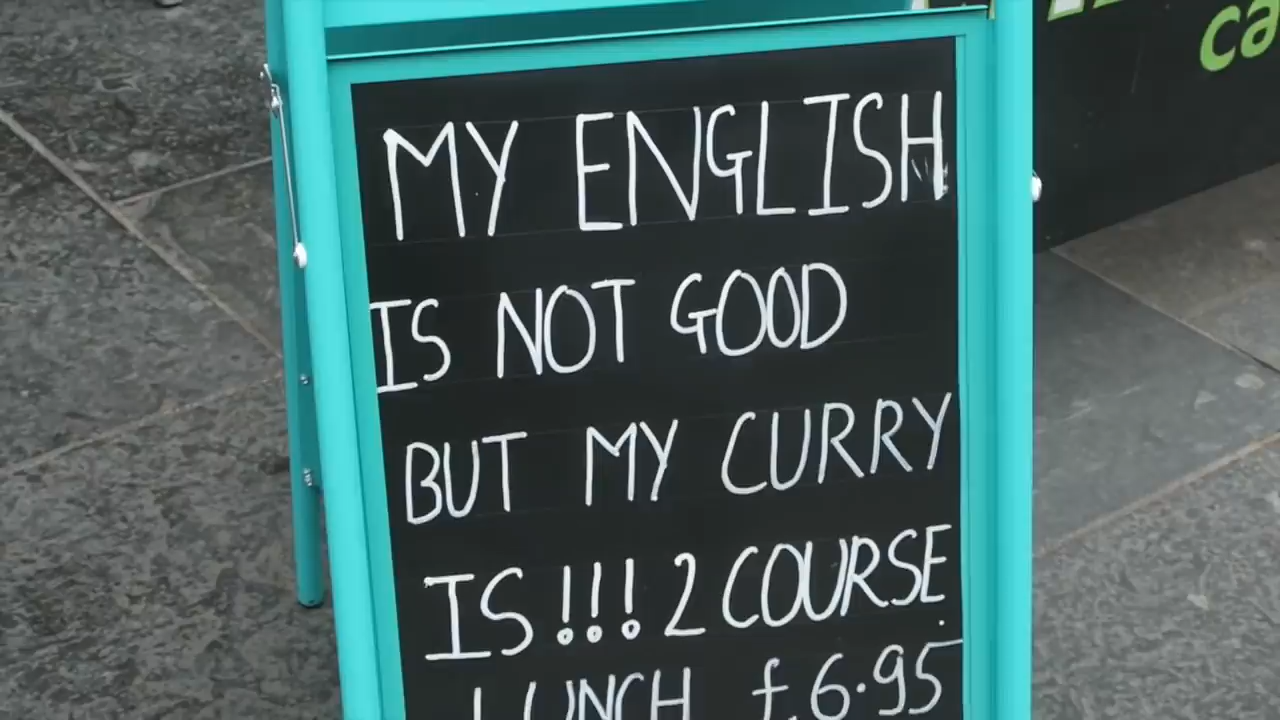 MY ENGLISH
IS NOT GOOD
BUT MY CURRY
IS!!! 2 COURSE
LUNCH £6.95